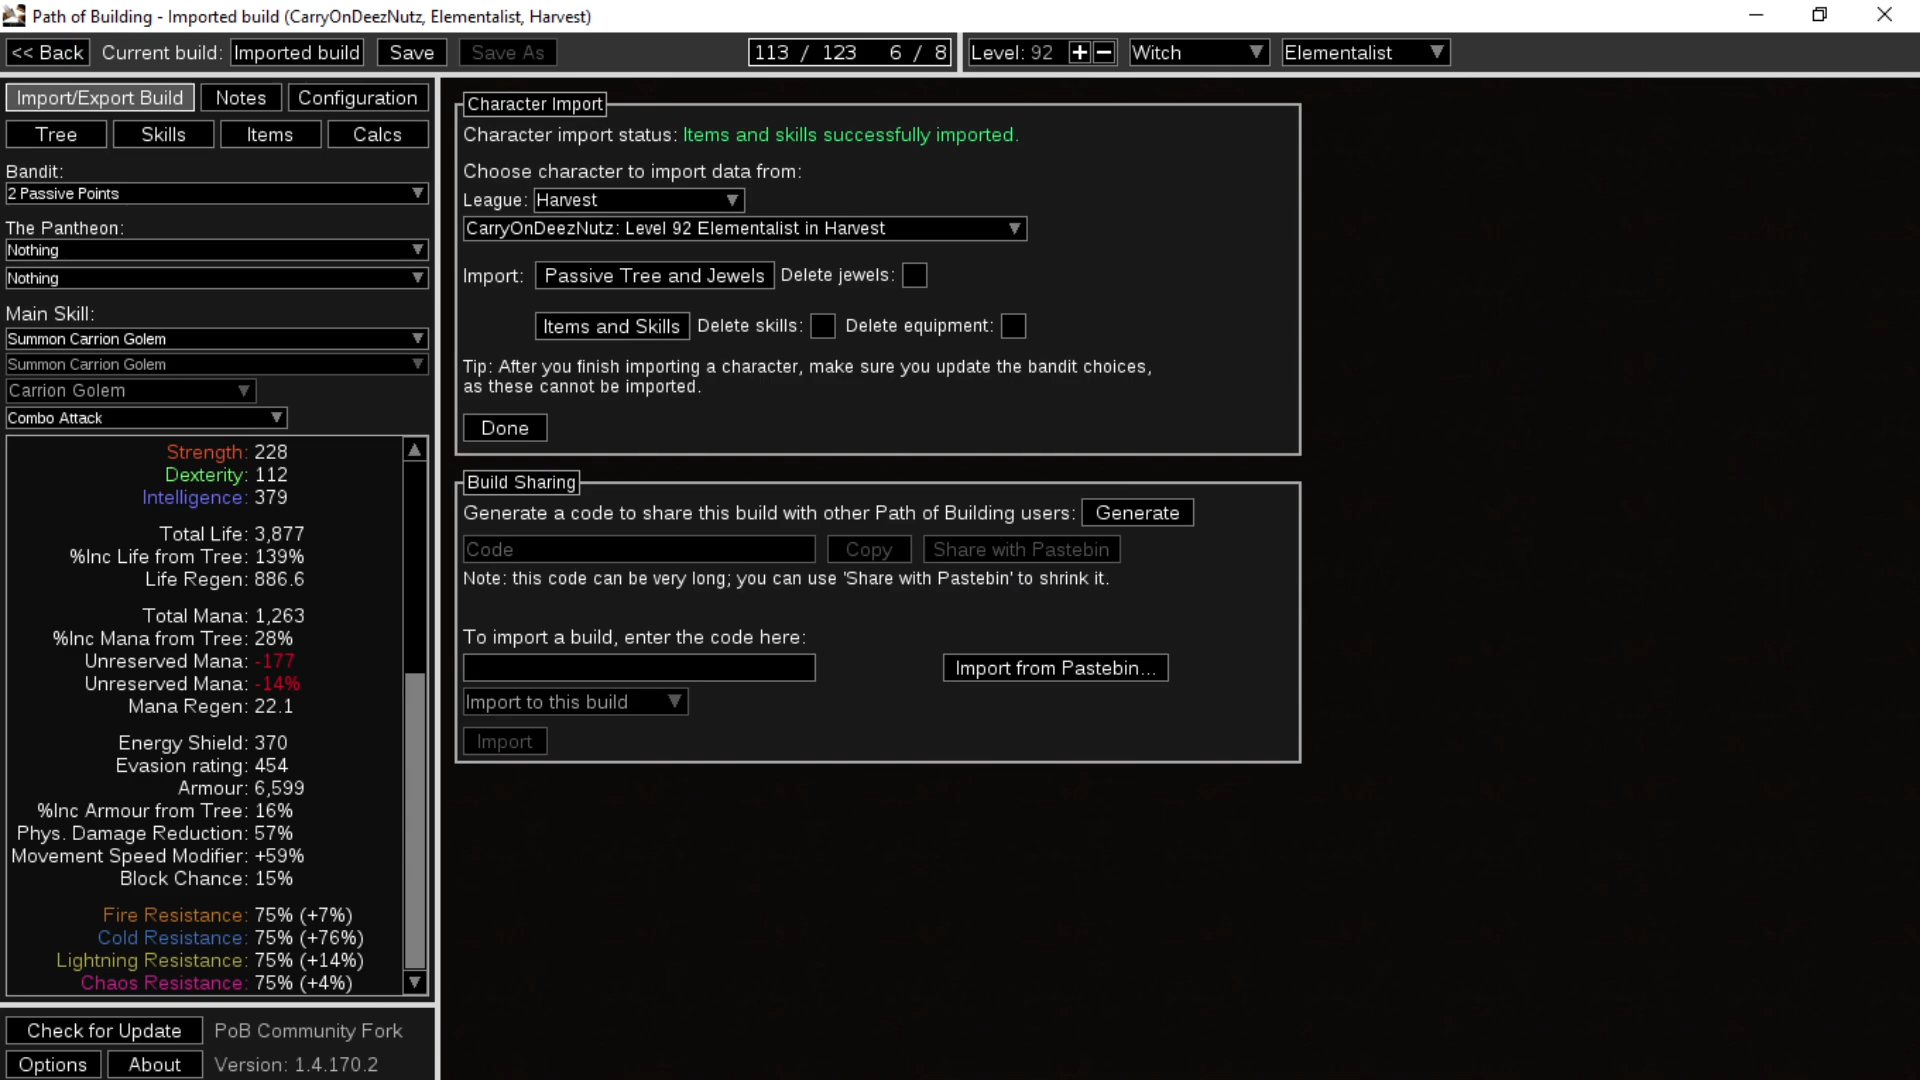 Path of Building - Imported build (CarryOnDeezNutz, Elementalist, Harvest)
<< Back Current build: Imported build Save Save As 113 / 123 6 / 8 Level: 92 + - Witch Elementalist
Import/Export Build Notes Configuration
Tree Skills Items Calcs
Bandit:
2 Passive Points
The Pantheon:
Nothing
Nothing
Main Skill:
Summon Carrion Golem
Summon Carrion Golem
Carrion Golem
Combo Attack
Strength: 228
Dexterity: 112
Intelligence: 379
Total Life: 3,877
%Inc Life from Tree: 139%
Life Regen: 886.6
Total Mana: 1,263
%Inc Mana from Tree: 28%
Unreserved Mana: -177
Unreserved Mana: -14%
Mana Regen: 22.1
Energy Shield: 370
Evasion rating: 454
Armour: 6,599
%Inc Armour from Tree: 16%
Phys. Damage Reduction: 57%
Movement Speed Modifier: +59%
Block Chance: 15%
Fire Resistance: 75% (+7%)
Cold Resistance: 75% (+76%)
Lightning Resistance: 75% (+14%)
Chaos Resistance: 75% (+4%)
Check for Update PoB Community Fork
Options About Version: 1.4.170.2
Character Import
Character import status: Items and skills successfully imported.
Choose character to import data from:
League: Harvest
CarryOnDeezNutz: Level 92 Elementalist in Harvest
Import: Passive Tree and Jewels Delete jewels:
Items and Skills Delete skills: Delete equipment:
Tip: After you finish importing a character, make sure you update the bandit choices,
as these cannot be imported.
Done
Build Sharing
Generate a code to share this build with other Path of Building users: Generate
Code Copy Share with Pastebin
Note: this code can be very long; you can use 'Share with Pastebin' to shrink it.
To import a build, enter the code here:
Import from Pastebin...
Import to this build
Import